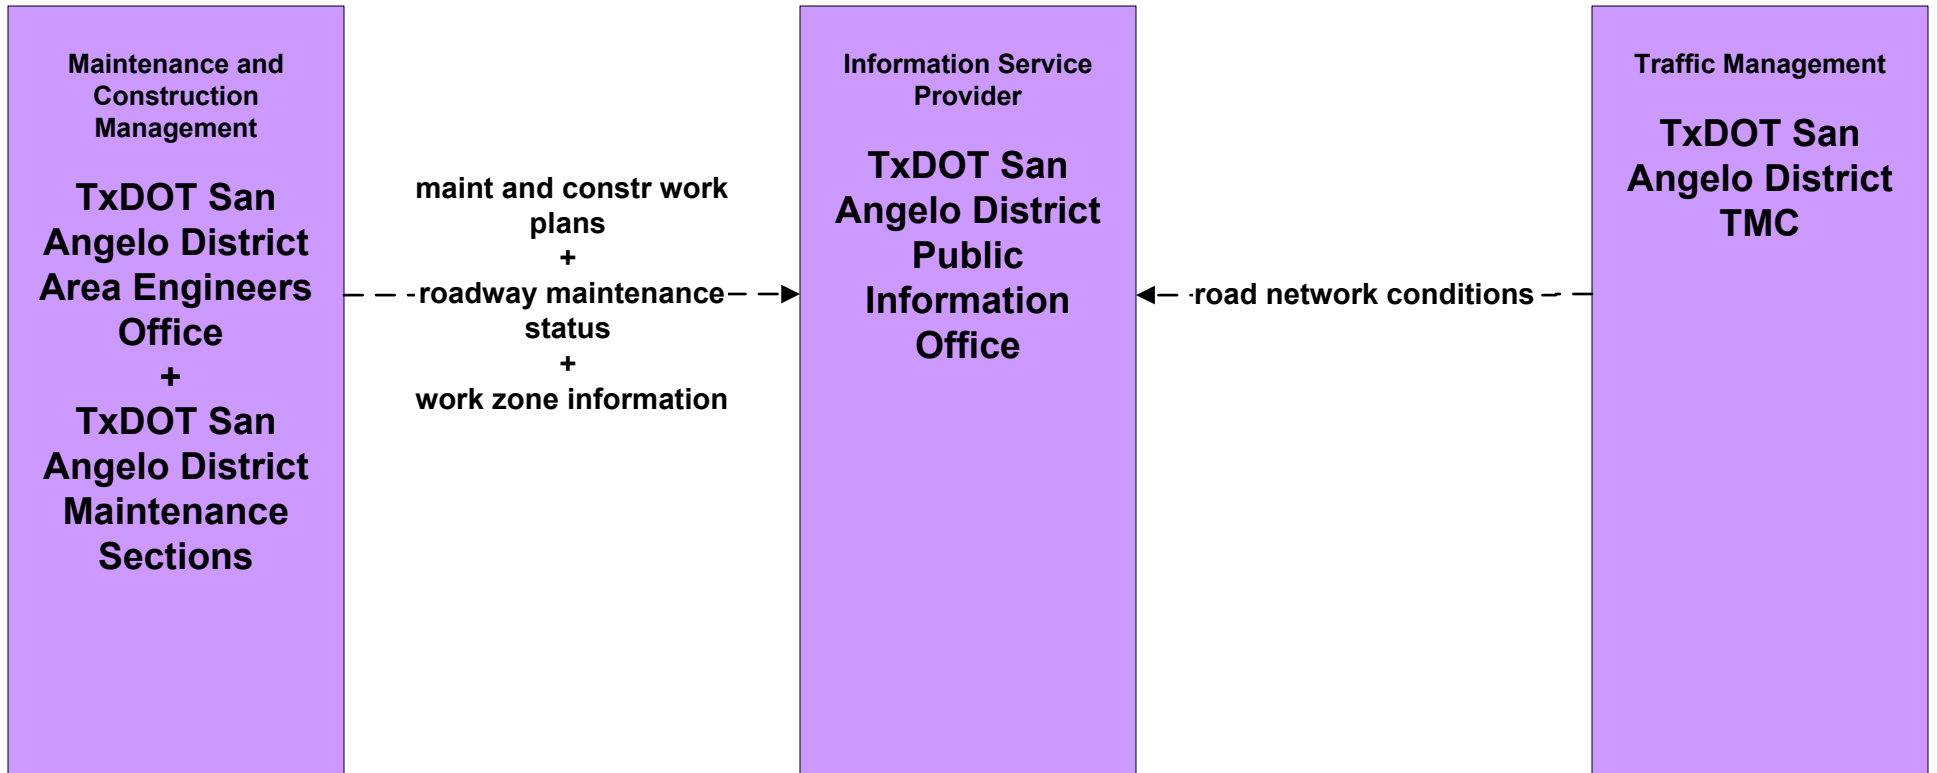 Maintenance and
Construction
Management
TxDOT San
Angelo District
Area Engineers
Office
+
TxDOT San
Angelo District
Maintenance
Sections
maint and constr work
plans
+
roadway maintenance
status
+
work zone information
Information Service
Provider
TxDOT San
Angelo District
Public
Information
Office
road network conditions
Traffic Management
TxDOT San
Angelo District
TMC